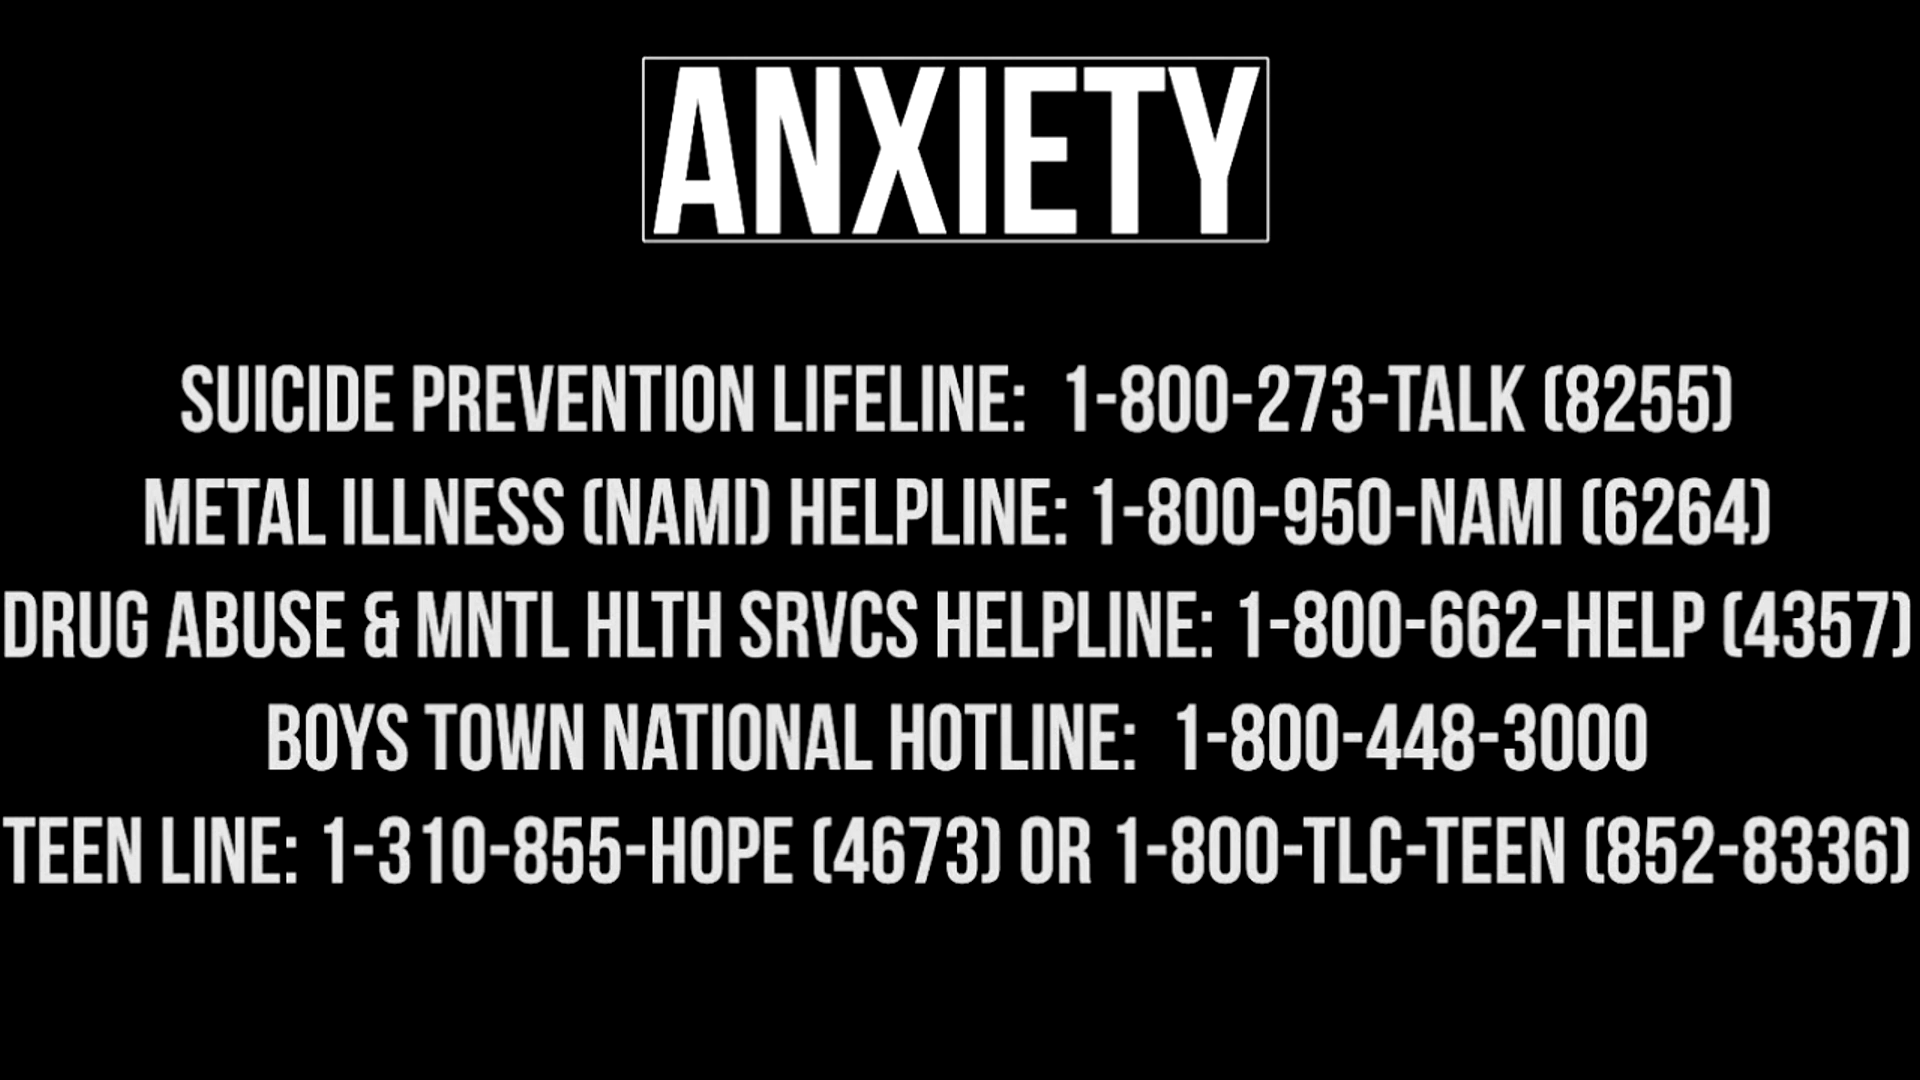 ANXIETY
SUICIDE PREVENTION LIFELINE: 1-800-273-TALK (8255)
METAL ILLNESS (NAMI) HELPLINE: 1-800-950-NAMI (6264)
DRUG ABUSE & MNTL HLTH SRVCS HELPLINE: 1-800-662-HELP (4357)
BOYS TOWN NATIONAL HOTLINE: 1-800-448-3000
TEEN LINE: 1-310-855-HOPE (4673) OR 1-800-TLC-TEEN (852-8336)